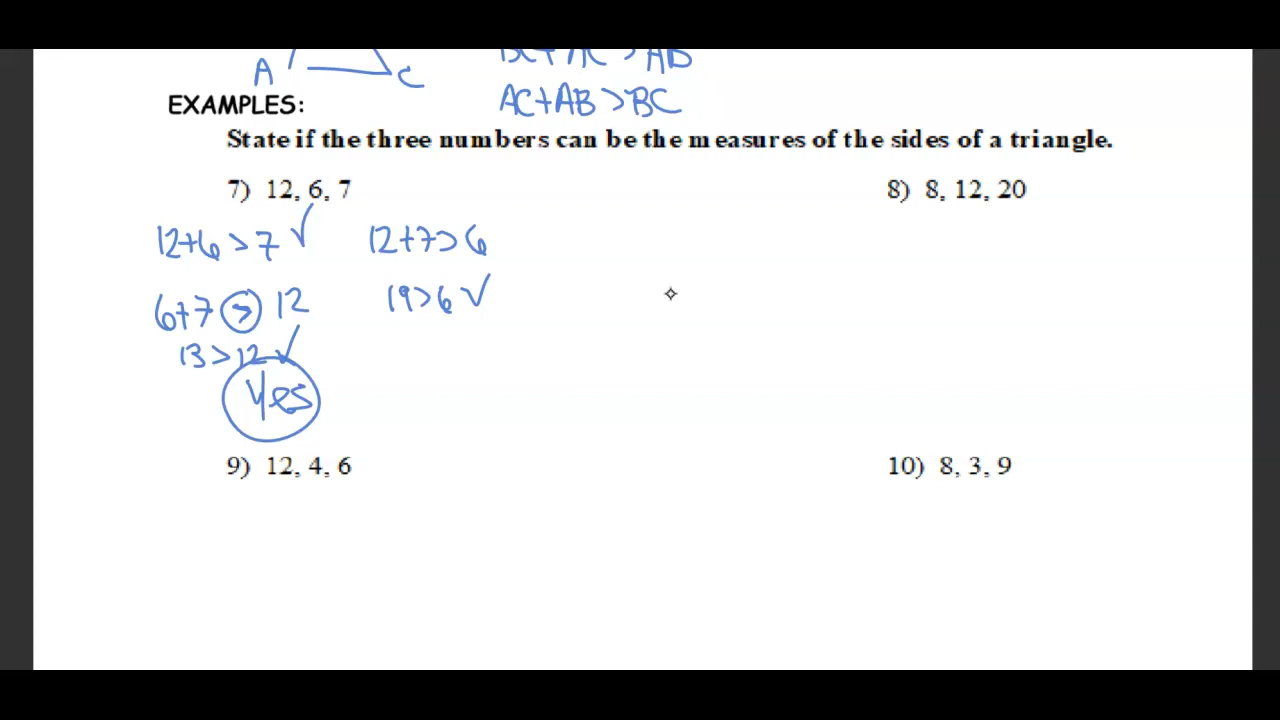 A
C
BC + AC > AB
AC + AB > BC
EXAMPLES:
State if the three numbers can be the measures of the sides of a triangle.
7) 12, 6, 7
12+6 > 7 ✓
12+7>6
6+7 > 12
19>6 ✓
13 > 12 ✓
Yes
8) 8, 12, 20
9) 12, 4, 6
10) 8, 3, 9